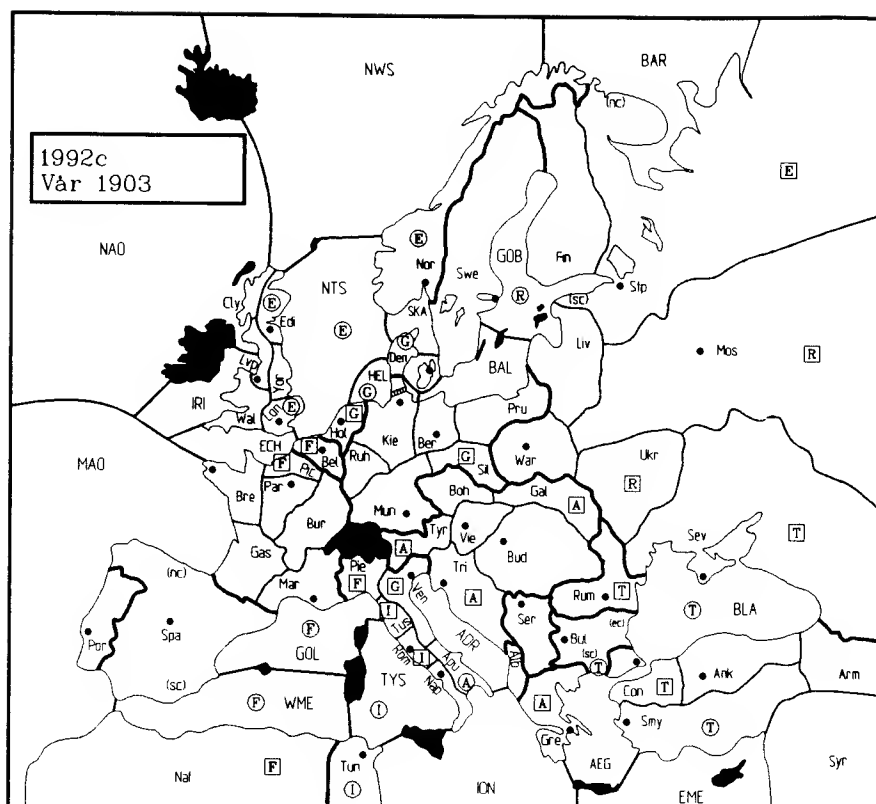 NWS
BAR
(nc)
1992c
Vår 1903
E
NAO
E
Nor
Swe
GOB
Fin
Stp
(sc)
R
NTS
E
SKA
Cly
E
Edi
G
Den
BAL
Liv
Mos
R
Lvp
Yor
HEL
G
IRI
Wal
Lon
E
Hol
G
Kie
Ber
Pru
War
Ukr
R
MAO
ECH
F
Pic
F
Bel
Ruh
G
Sil
Bre
Par
Bur
Mun
Boh
Gal
A
Sev
T
Tyr
Vie
Bud
Gas
A
Mar
Pie
F
G
Ven
Tri
A
Rum
T
T
BLA
(nc)
Por
Spa
(sc)
F
GOL
I
Tus
ADR
Ser
Bul
(ec)
(sc)
T
Rom
I
Apu
Nap
A
Alb
A
Con
T
Ank
Arm
F
WME
TYS
I
Gre
Smy
T
Naf
F
Tun
I
ION
AEG
EME
Syr